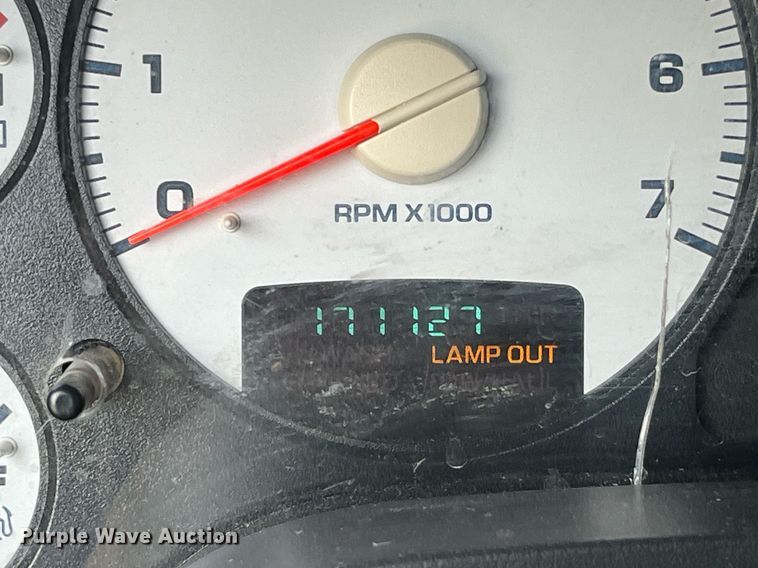 1 6
0 7
RPM X1000
171127
LAMP OUT
F
Purple Wave Auction®